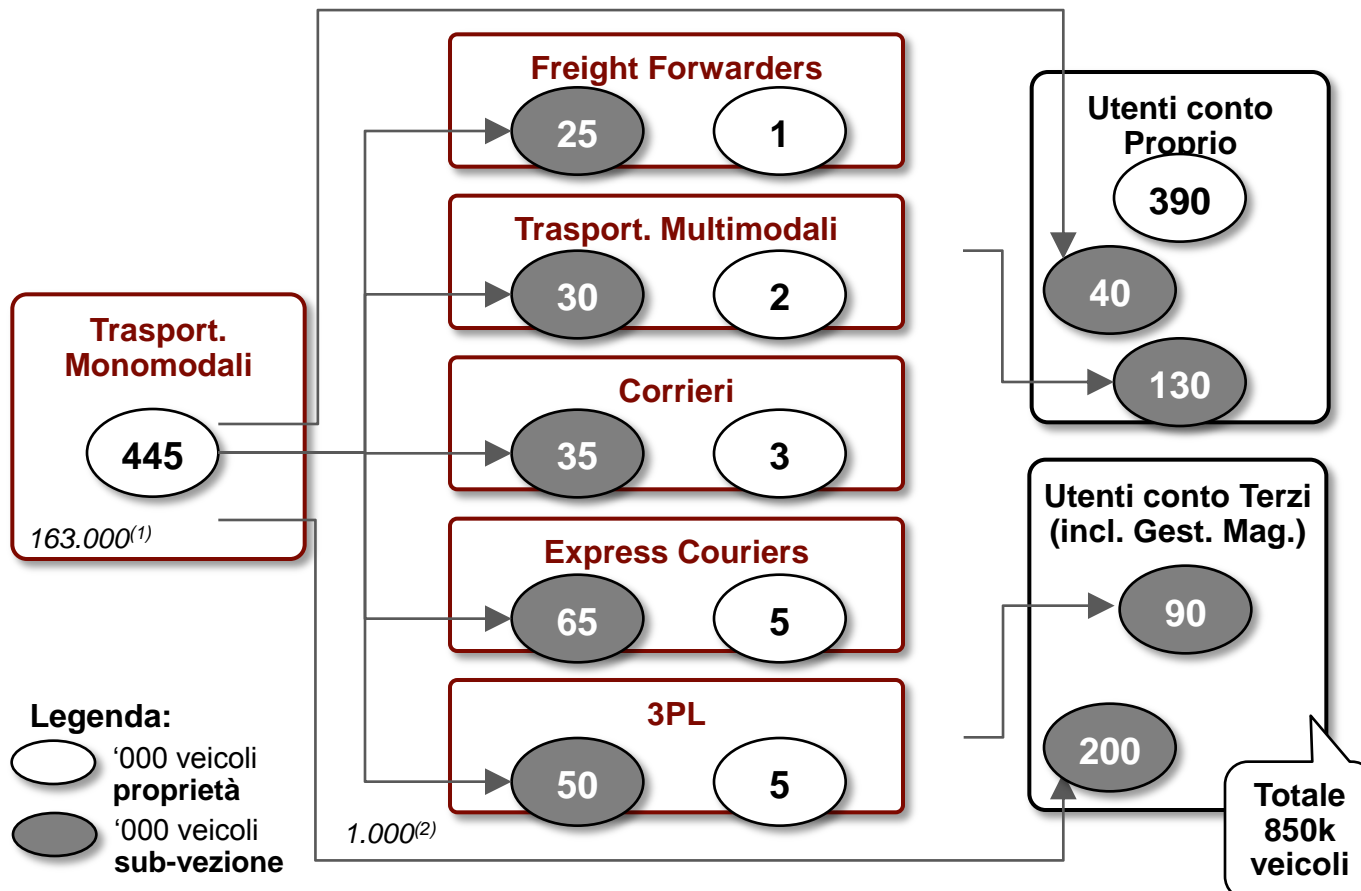 Freight Forwarders
25
1
Trasport. Multimodali
30
2
Corrieri
35
3
Express Couriers
65
5
3PL
50
5
Trasport.
Monomodali
445
163.000(1)
1.000(2)
Utenti conto
Proprio
390
40
130
Utenti conto Terzi
(incl. Gest. Mag.)
90
200
Totale
850k
veicoli
Legenda:
‘000 veicoli
proprietà
‘000 veicoli
sub-vezione